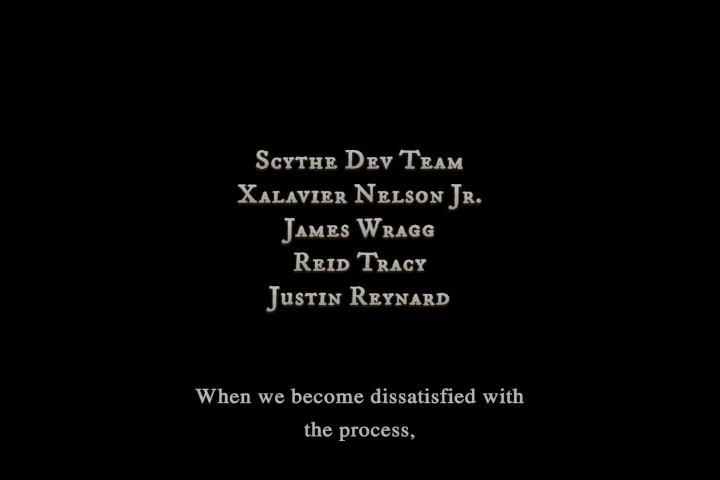 Scythe Dev Team
Xalavier Nelson Jr.
James Wragg
Reid Tracy
Justin Reynard
When we become dissatisfied with
the process,